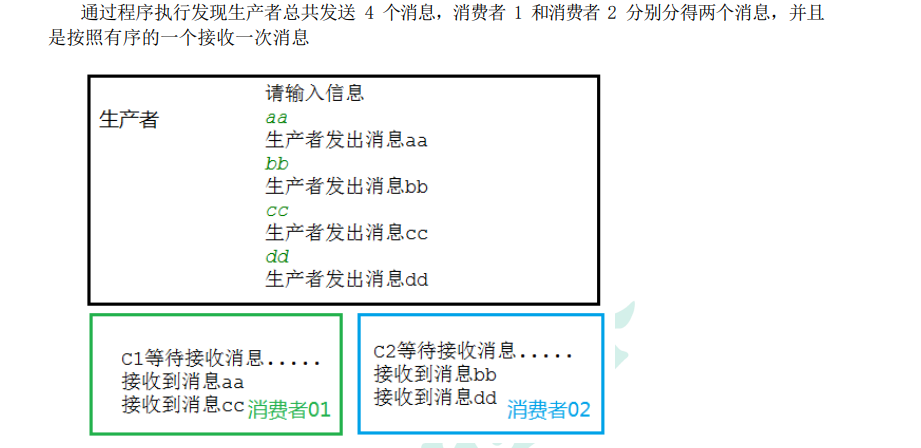 通过程序执行发现生产者总共发送 4 个消息，消费者 1 和消费者 2 分别分得两个消息，并且
是按照有序的一个接收一次消息
生产者
请输入信息
aa
生产者发出消息aa
bb
生产者发出消息bb
cc
生产者发出消息cc
dd
生产者发出消息dd
C1等待接收消息.....
接收到消息aa
接收到消息cc
消费者01
C2等待接收消息.....
接收到消息bb
接收到消息dd
消费者02